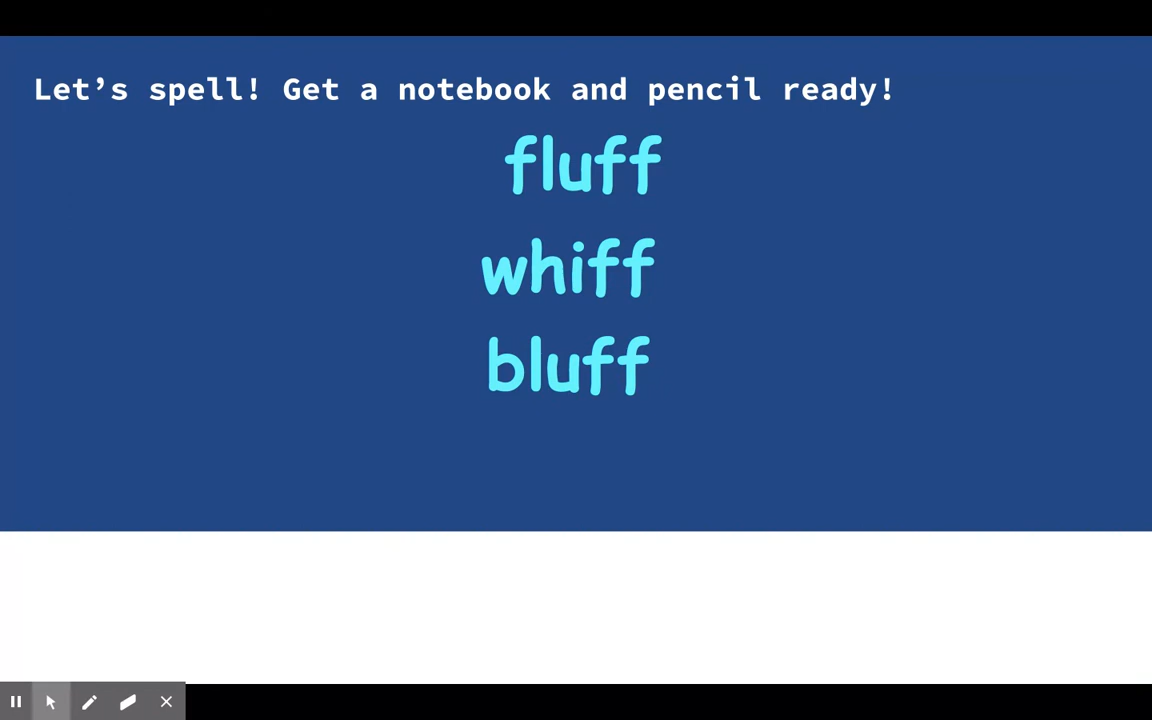 Let’s spell! Get a notebook and pencil ready!
fluff
whiff
bluff